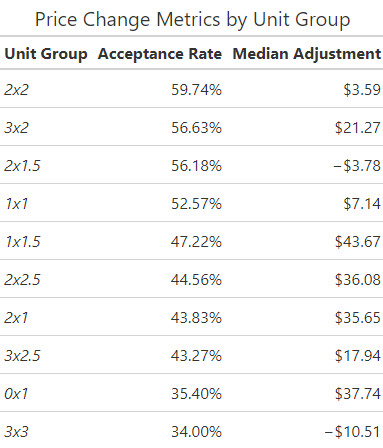 Price Change Metrics by Unit Group
Unit Group Acceptance Rate Median Adjustment
2x2 59.74% $3.59
3x2 56.63% $21.27
2x1.5 56.18% −$3.78
1x1 52.57% $7.14
1x1.5 47.22% $43.67
2x2.5 44.56% $36.08
2x1 43.83% $35.65
3x2.5 43.27% $17.94
0x1 35.40% $37.74
3x3 34.00% −$10.51